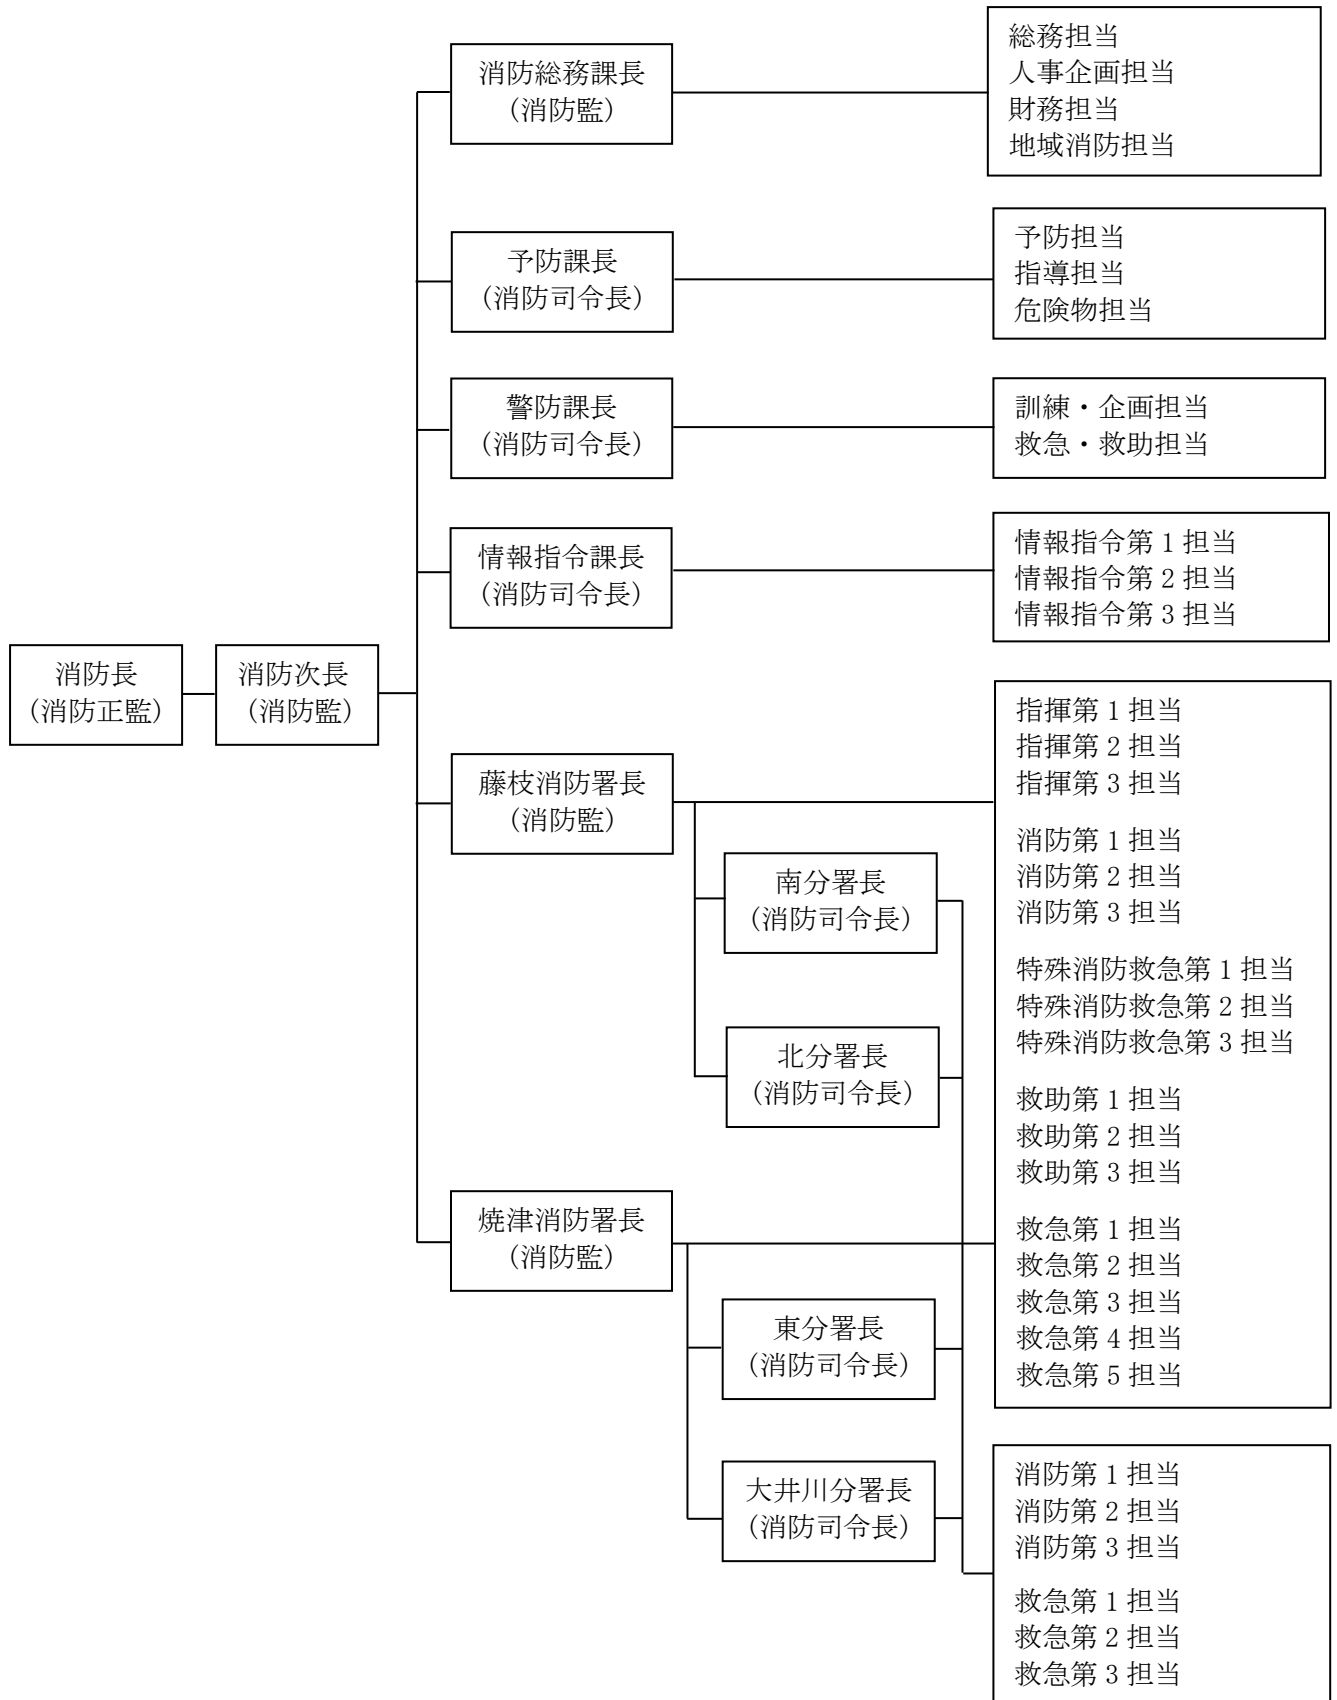 総務担当
人事企画担当
財務担当
地域消防担当
消防総務課長
(消防監)
予防課長
(消防司令長)
予防担当
指導担当
危険物担当
警防課長
(消防司令長)
訓練・企画担当
救急・救助担当
情報指令課長
(消防司令長)
情報指令第1担当
情報指令第2担当
情報指令第3担当
消防長
(消防正監)
消防次長
(消防監)
藤枝消防署長
(消防監)
南分署長
(消防司令長)
北分署長
(消防司令長)
焼津消防署長
(消防監)
東分署長
(消防司令長)
大井川分署長
(消防司令長)
指揮第1担当
指揮第2担当
指揮第3担当
消防第1担当
消防第2担当
消防第3担当
特殊消防救急第1担当
特殊消防救急第2担当
特殊消防救急第3担当
救助第1担当
救助第2担当
救助第3担当
救急第1担当
救急第2担当
救急第3担当
救急第4担当
救急第5担当
消防第1担当
消防第2担当
消防第3担当
救急第1担当
救急第2担当
救急第3担当